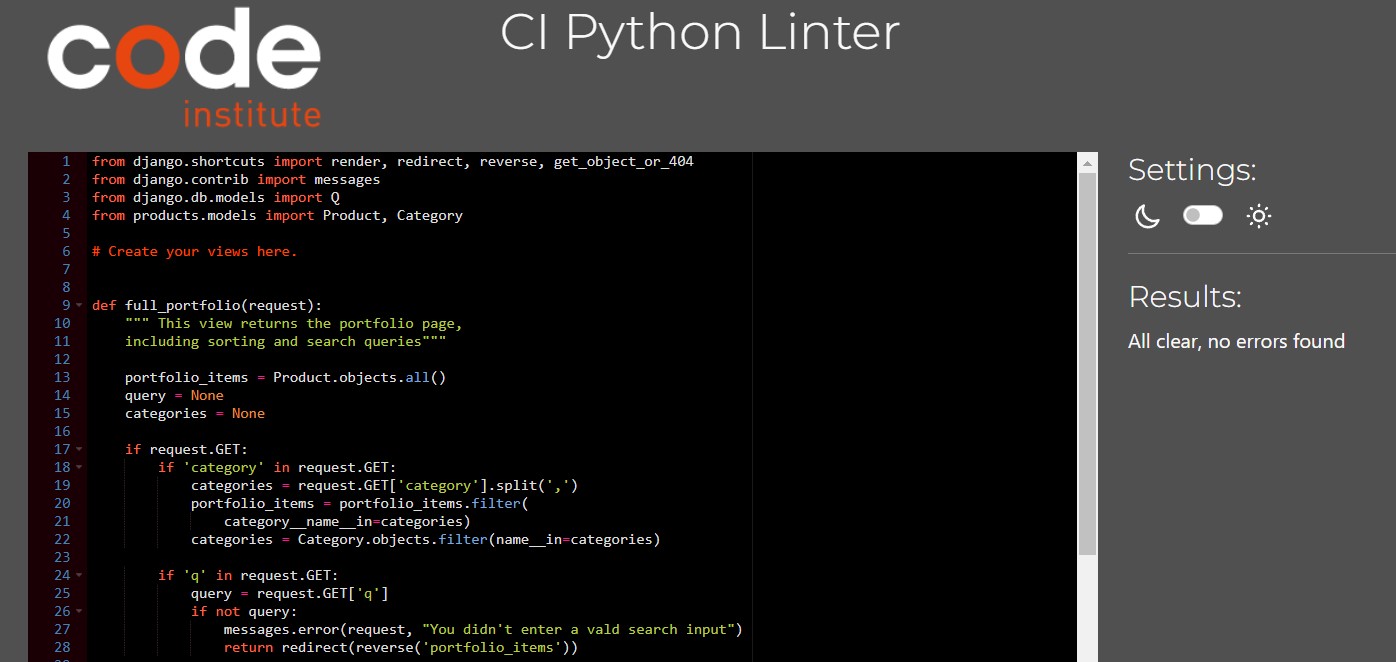 code
institute
CI Python Linter
1 from django.shortcuts import render, redirect, reverse, get_object_or_404
2 from django.contrib import messages
3 from django.db.models import Q
4 from products.models import Product, Category
5
6 # Create your views here.
7
8
9 def full_portfolio(request):
10 """ This view returns the portfolio page,
11 including sorting and search queries"""
12
13 portfolio_items = Product.objects.all()
14 query = None
15 categories = None
16
17 if request.GET:
18 if 'category' in request.GET:
19 categories = request.GET['category'].split(',')
20 portfolio_items = portfolio_items.filter(
21 category__name__in=categories)
22 categories = Category.objects.filter(name__in=categories)
23
24 if 'q' in request.GET:
25 query = request.GET['q']
26 if not query:
27 messages.error(request, "You didn't enter a vald search input")
28 return redirect(reverse('portfolio_items'))
Settings:
Results:
All clear, no errors found